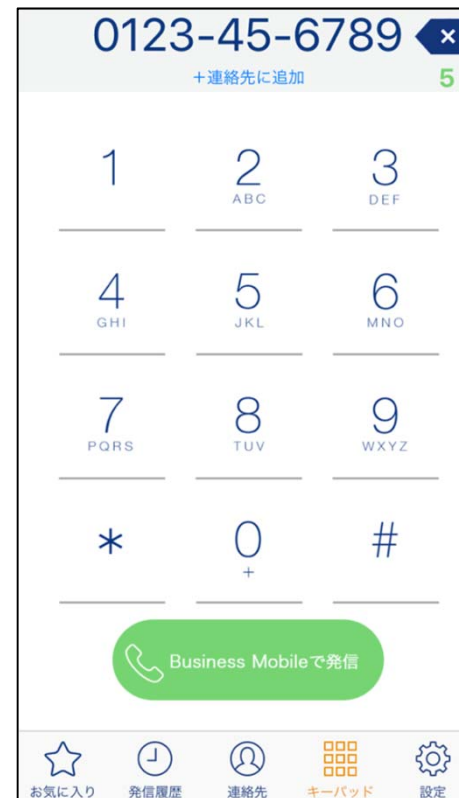 0123-45-6789
+連絡先に追加 5
1 2 3
ABC DEF
4 5 6
GHI JKL MNO
7 8 9
PQRS TUV WXYZ
* 0 #
+
Business Mobileで発信
お気に入り 発信履歴 連絡先 キーパッド 設定